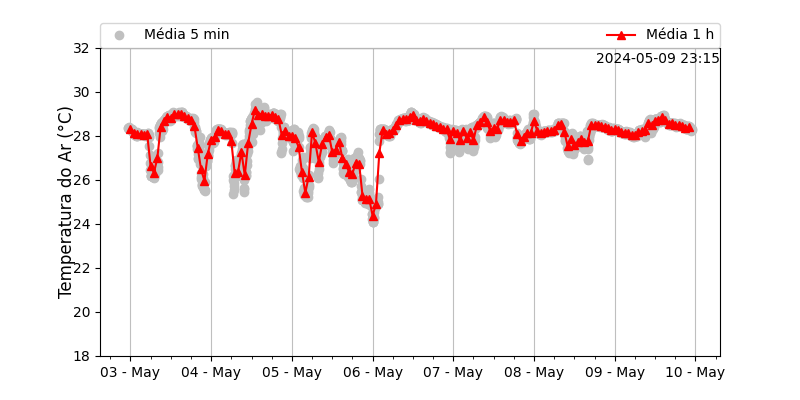 Média 5 min
Média 1 h
2024-05-09 23:15
Temperatura do Ar (°C)
32
30
28
26
24
22
20
18
03 - May
04 - May
05 - May
06 - May
07 - May
08 - May
09 - May
10 - May